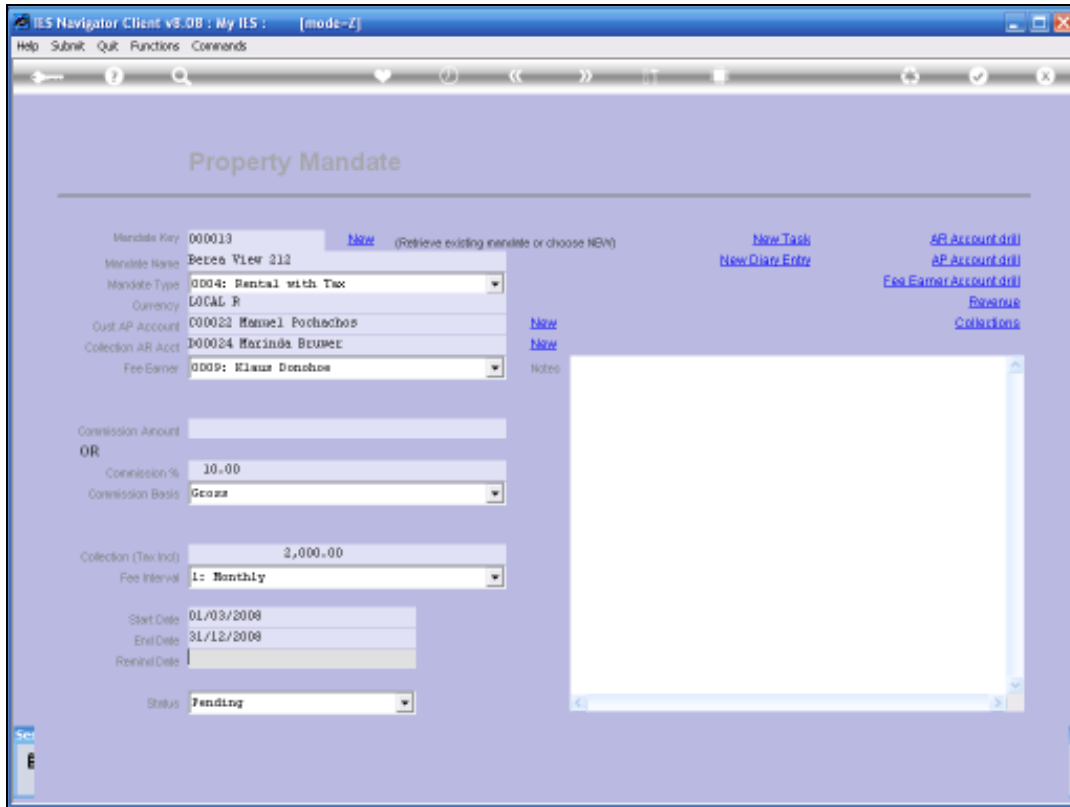 IES Navigator Client v8.08 : My IES : [mode=Z]
Help Submit Quit Functions Commands
Property Mandate
Mandate Key 000013 New (Retrieve existing mandate or choose NEW) New Task AR Account drill
Mandate Name Berea View 212 New Diary Entry AP Account drill
Mandate Type 0004: Rental with Tax Fee Earner Account drill
Currency LOCAL R Revenue
Cust AP Account C00022 Manuel Pochachos New Collections
Collection AR Acct D00024 Marinda Bruwer New
Fee Earner 0009: Klaus Donohoe Notes
Commission Amount
OR
Commission % 10.00
Commission Basis Gross
Collection (Tax Incl) 2,000.00
Fee Interval 1: Monthly
Start Date 01/03/2008
End Date 31/12/2008
Remind Date
Status Pending
Ser